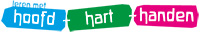 leren met
hoofd - hart - handen